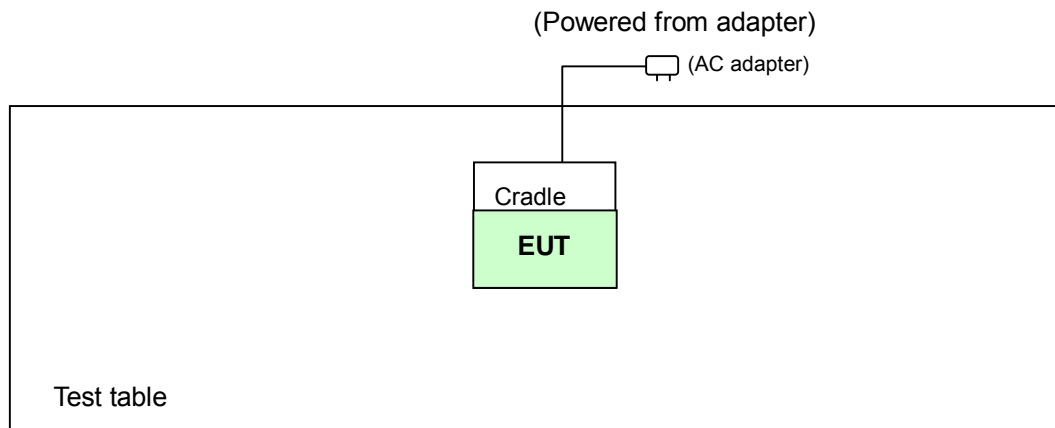 (Powered from adapter)
(AC adapter)
Cradle
EUT
Test table